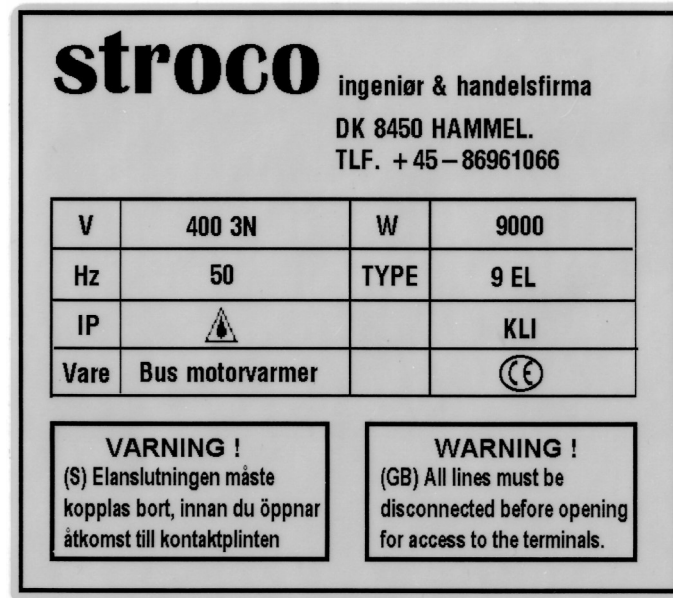 stroco ingeniør & handelsfirma
DK 8450 HAMMEL.
TLF. +45-86961066
V 400 3N W 9000
Hz 50 TYPE 9 EL
IP KLI
Vare Bus motorvarmer CE
VARNING !
(S) Elanslutningen måste
kopplas bort, innan du öppnar
åtkomst till kontaktplinten
WARNING !
(GB) All lines must be
disconnected before opening
for access to the terminals.